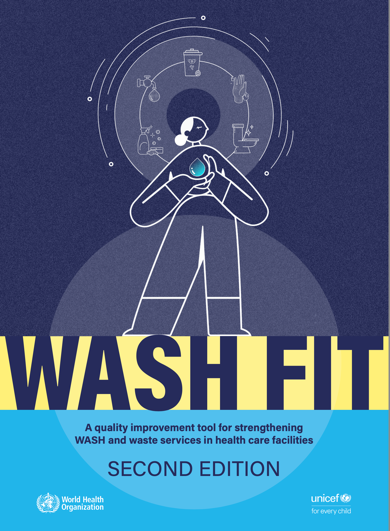 WASH FIT
A quality improvement tool for strengthening
WASH and waste services in health care facilities
SECOND EDITION
World Health
Organization
unicef
for every child